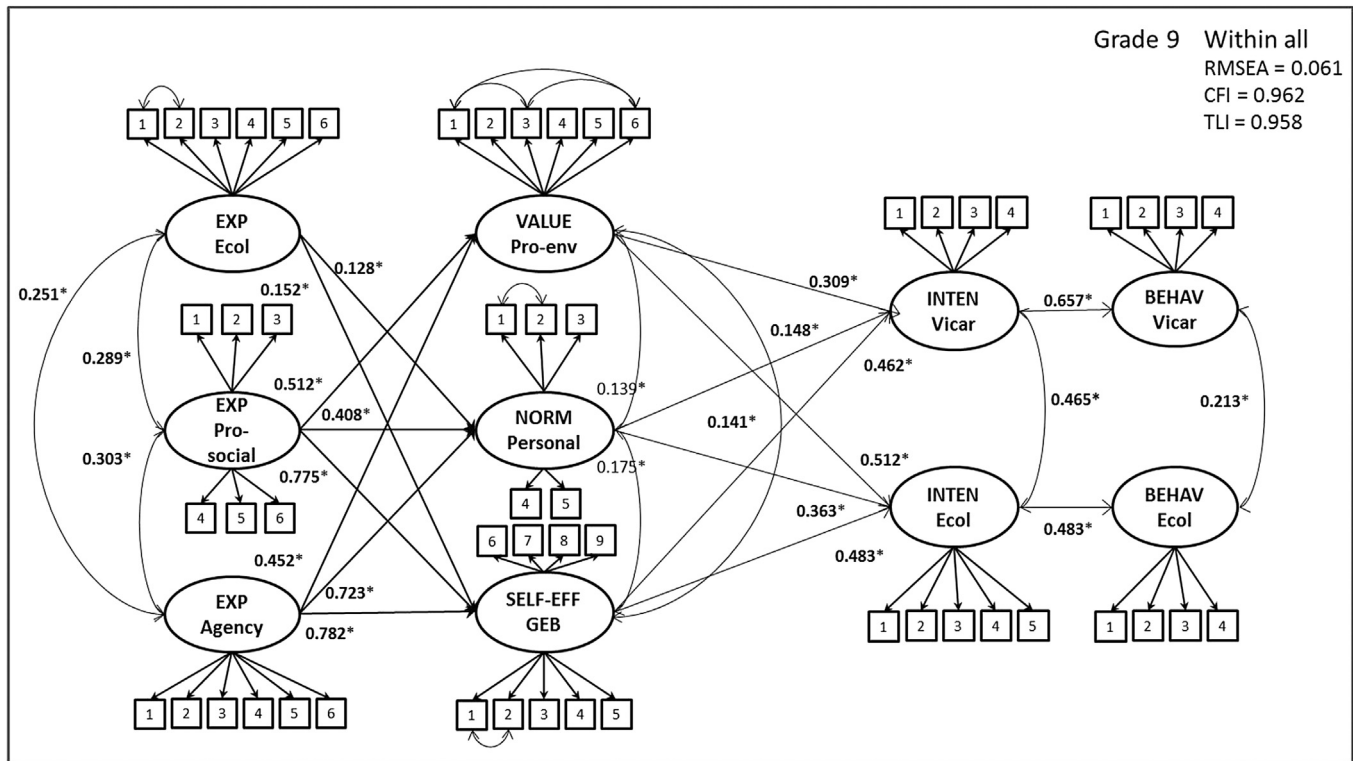 Grade 9 Within all
RMSEA = 0.061
CFI = 0.962
TLI = 0.958
1 2 3 4 5 6
EXP
Ecol
1 2 3 4 5 6
VALUE
Pro-env
1 2 3 4
INTEN
Vicar
1 2 3 4
BEHAV
Vicar
0.251*
0.289*
0.303*
0.128*
0.152*
1 2 3
EXP
Pro-
social
4 5 6
0.512*
0.408*
0.775*
1 2 3
NORM
Personal
4 5
0.139*
0.175*
0.141*
0.309*
0.148*
0.462*
0.657*
0.465*
0.213*
0.452*
0.723*
0.782*
EXP
Agency
1 2 3 4 5 6
6 7 8 9
SELF-EFF
GEB
1 2 3 4 5
0.512*
0.363*
0.483*
INTEN
Ecol
1 2 3 4 5
0.483*
BEHAV
Ecol
1 2 3 4